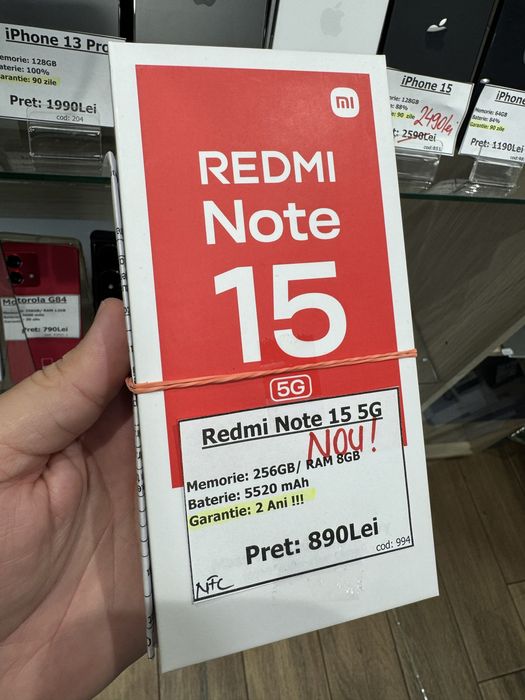 iPhone 13 Pro
Memorie: 128GB
Baterie: 100%
Garantie: 90 zile
Pret: 1990Lei
cod: 204
iPhone 15
128GB
88%
90 zile
2490Lei
2590Lei
iPhone
Memorie: 64GB
Baterie: 84%
Garantie: 90 zile
Pret: 1190Lei
Motorola G84
Pret: 790Lei
mi
REDMI
Note
15
5G
Redmi Note 15 5G
NOU!
Memorie: 256GB/ RAM 8GB
Baterie: 5520 mAh
Garantie: 2 Ani !!!
Pret: 890Lei
cod: 994
NFC